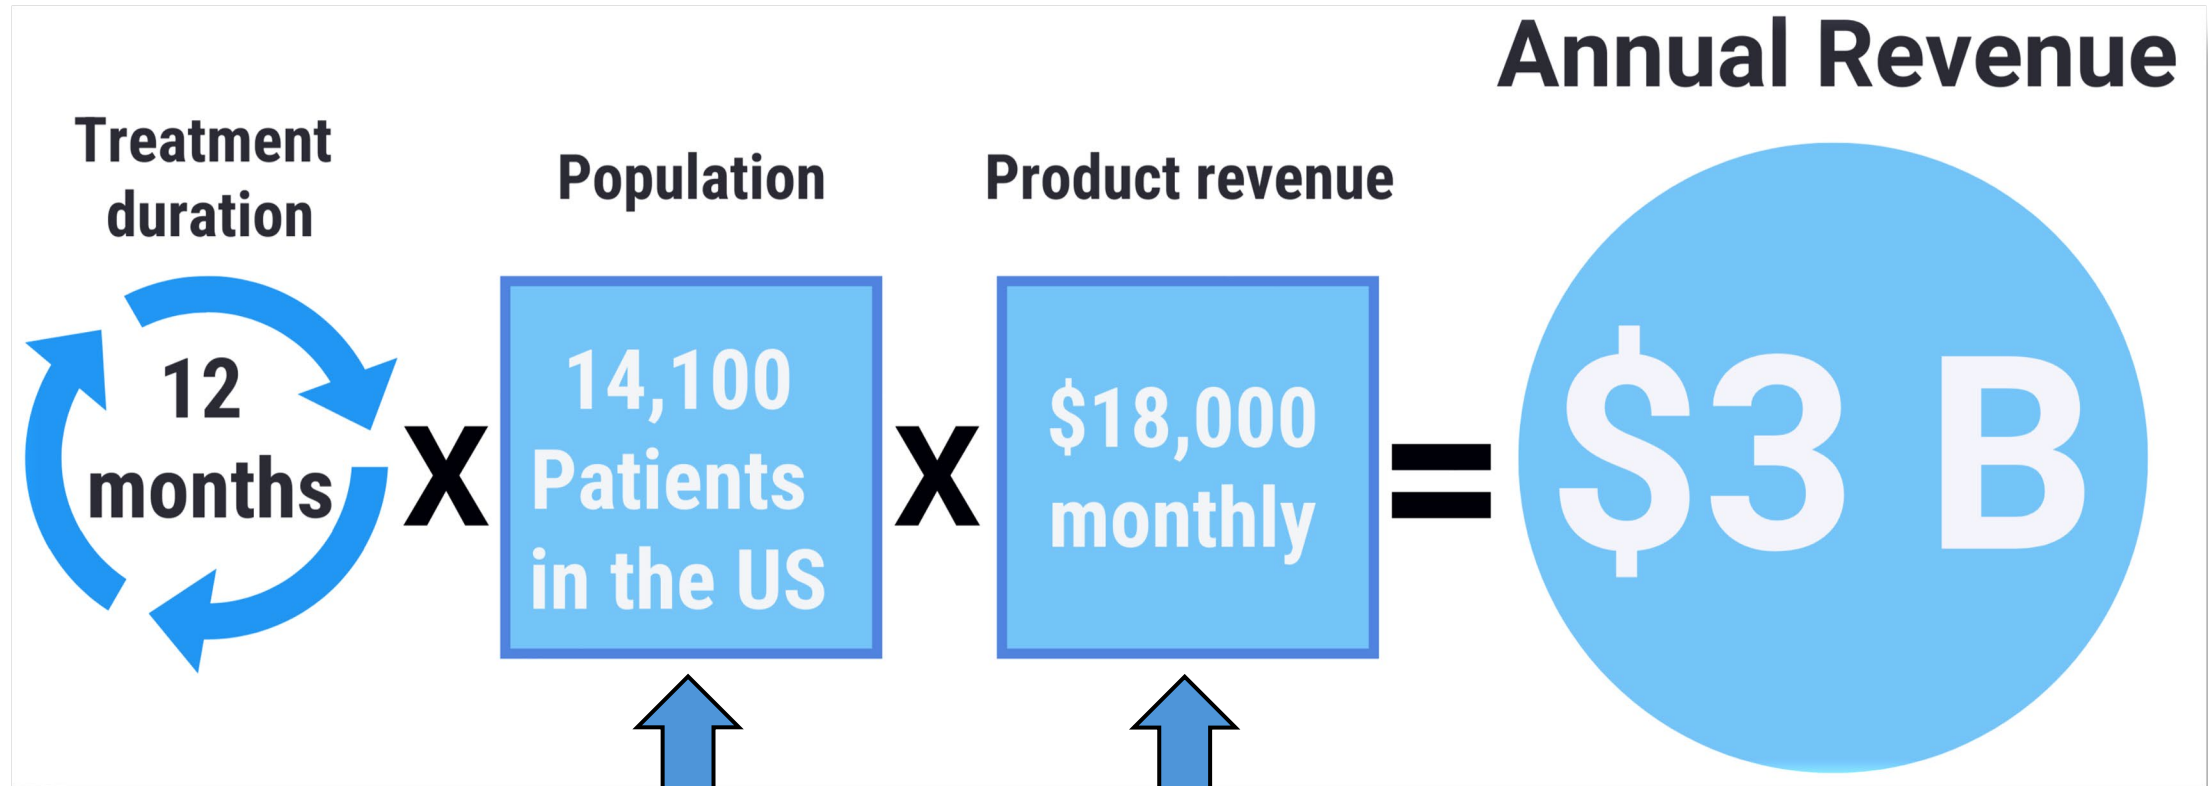 Annual Revenue
Treatment
duration
Population
Product revenue
12
months
X
14,100
Patients
in the US
X
$18,000
monthly
=
$3 B